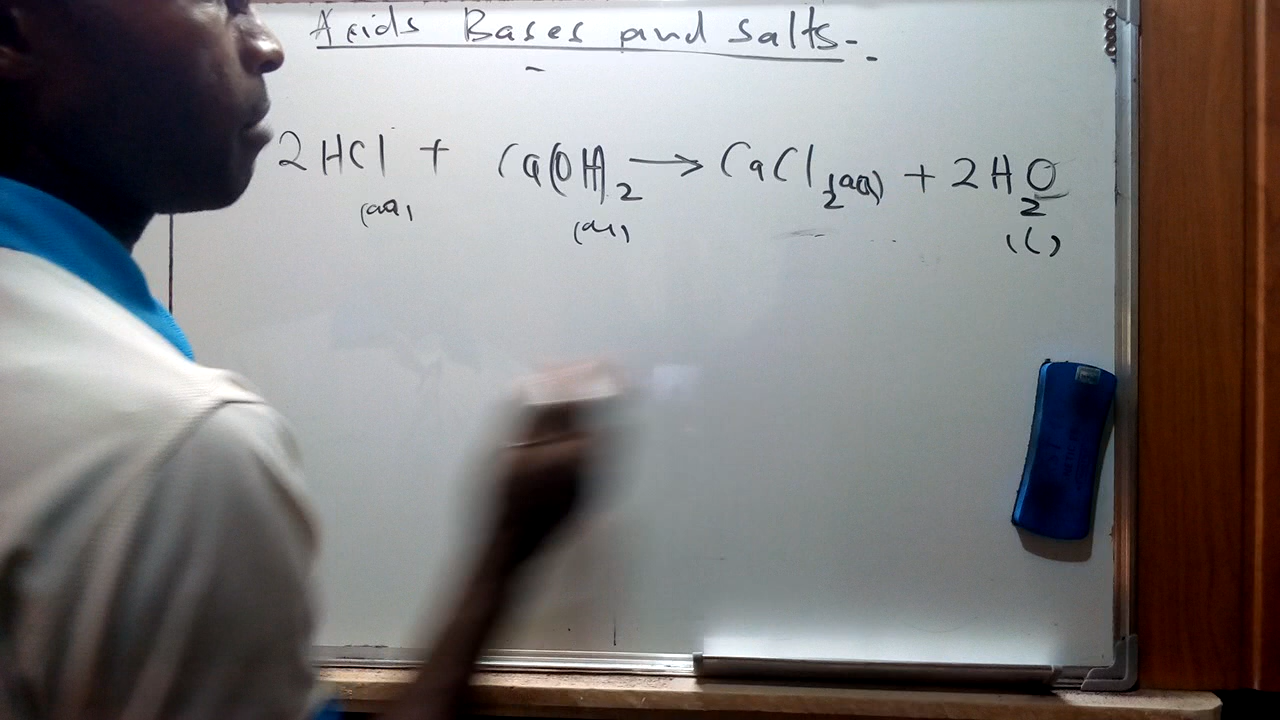 Acids Bases and salts.
2HCl + Ca(OH)2 → CaCl2(aq) + 2H2O
(aq) (aq) (l)